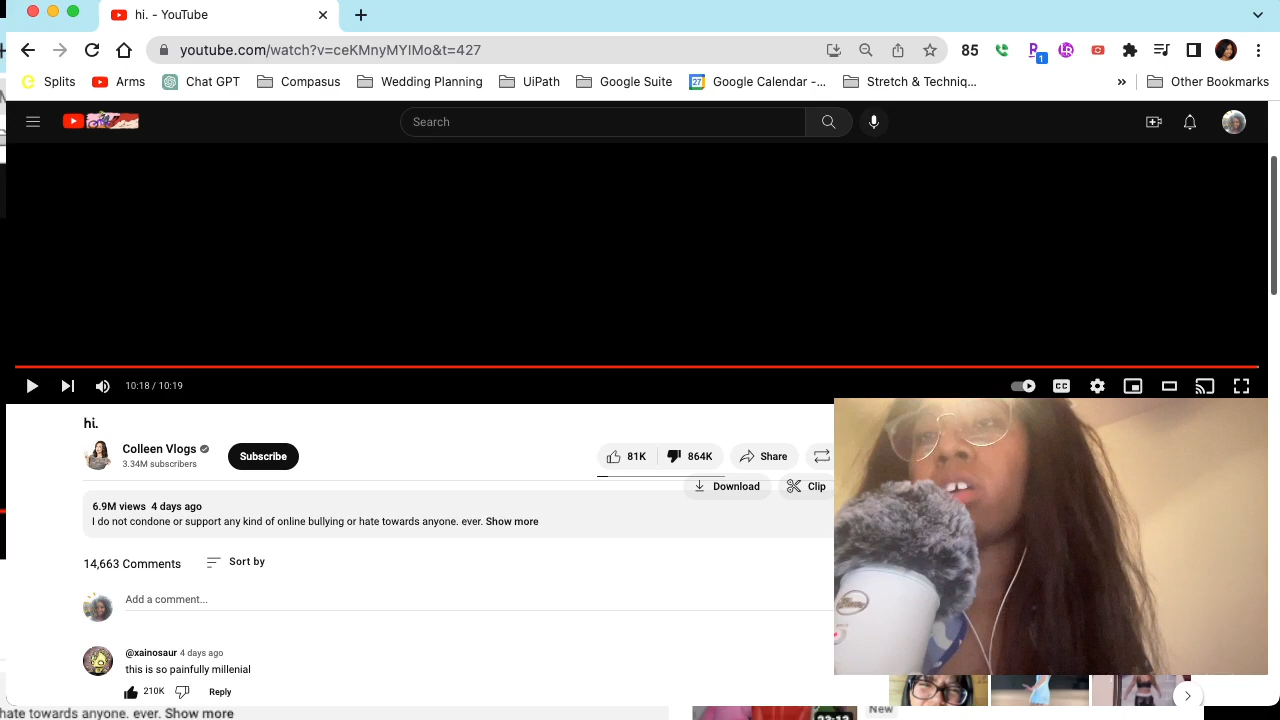 hi. - YouTube
youtube.com/watch?v=ceKMnyMYIMo&t=427
85
1
Splits
Arms
Chat GPT
Compasus
Wedding Planning
UiPath
Google Suite
27
Google Calendar -...
Stretch & Techniq...
»
Other Bookmarks
Search
10:18 / 10:19
CC
hi.
Colleen Vlogs
3.34M subscribers
Subscribe
81K
864K
Share
Download
Clip
6.9M views 4 days ago
I do not condone or support any kind of online bullying or hate towards anyone. ever. Show more
14,663 Comments
Sort by
Add a comment...
@xainosaur 4 days ago
this is so painfully millenial
210K
Reply
New
hate towards anyone. ever. Show more